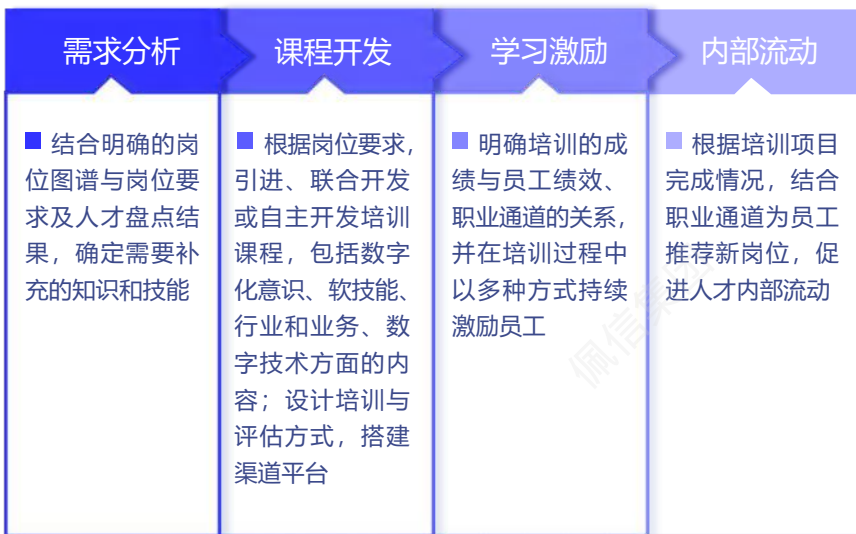 需求分析
课程开发
学习激励
内部流动
结合明确的岗
位图谱与岗位要
求及人才盘点结
果，确定需要补
充的知识和技能
根据岗位要求，
引进、联合开发
或自主开发培训
课程，包括数字
化意识、软技能、
行业和业务、数
字技术方面的内
容；设计培训与
评估方式，搭建
渠道平台
明确培训的成
绩与员工绩效、
职业通道的关系，
并在培训过程中
以多种方式持续
激励员工
根据培训项目
完成情况，结合
职业通道为员工
推荐新岗位，促
进人才内部流动
佩信集团